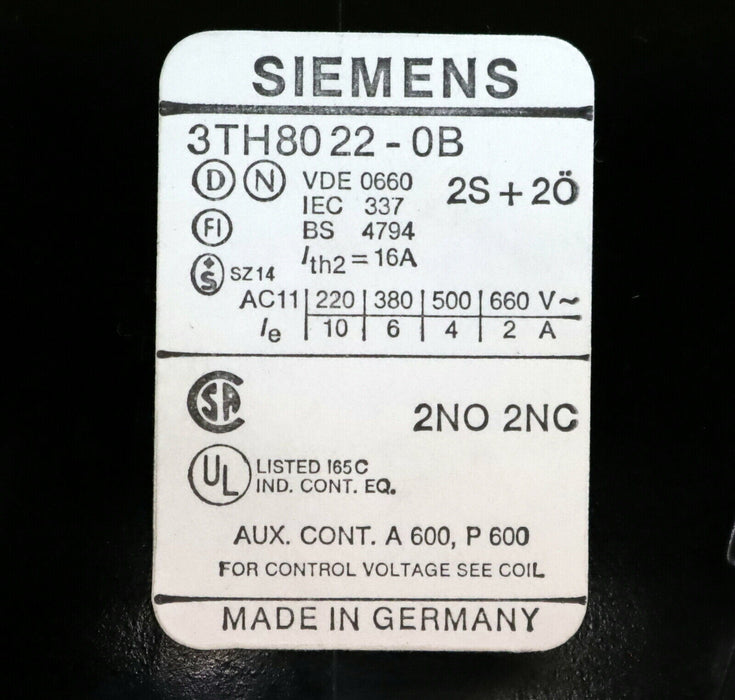 SIEMENS
3TH80 22-0B
D N VDE 0660 2S + 2Ö
IEC 337
FI BS 4794
S SZ14 Ith2 = 16A
AC11 220 380 500 660 V~
Ie 10 6 4 2 A
SA 2NO 2NC
UL LISTED 165C
IND. CONT. EQ.
AUX. CONT. A 600, P 600
FOR CONTROL VOLTAGE SEE COIL
MADE IN GERMANY